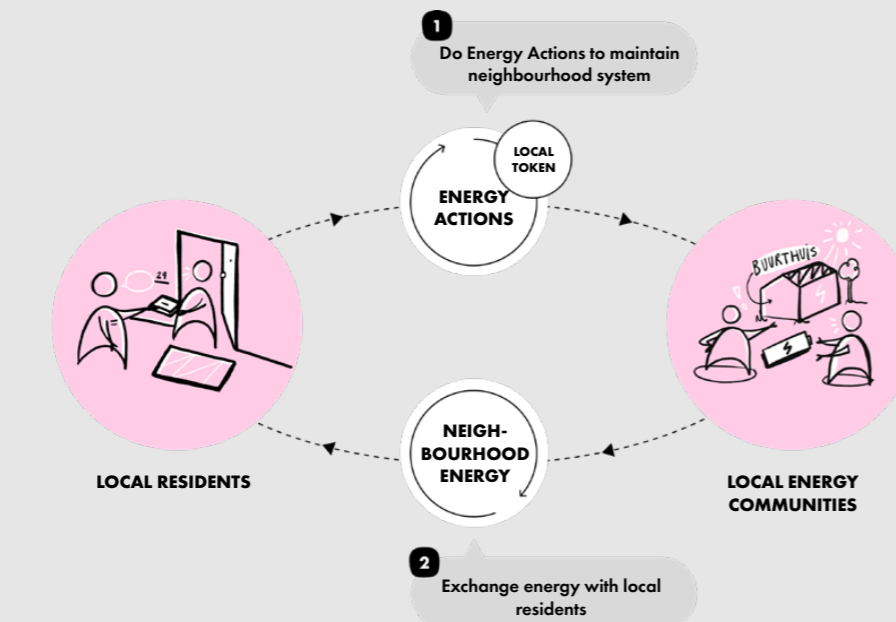 1
Do Energy Actions to maintain
neighbourhood system
LOCAL
TOKEN
ENERGY
ACTIONS
29
BUURTHUIS
LOCAL RESIDENTS
NEIGH-
BOURHOOD
ENERGY
LOCAL ENERGY
COMMUNITIES
2
Exchange energy with local
residents